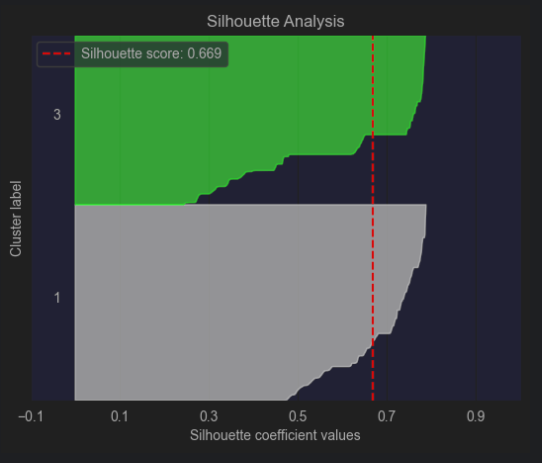 Silhouette Analysis
Silhouette score: 0.669
3
Cluster label
1
−0.1 0.1 0.3 0.5 0.7 0.9
Silhouette coefficient values